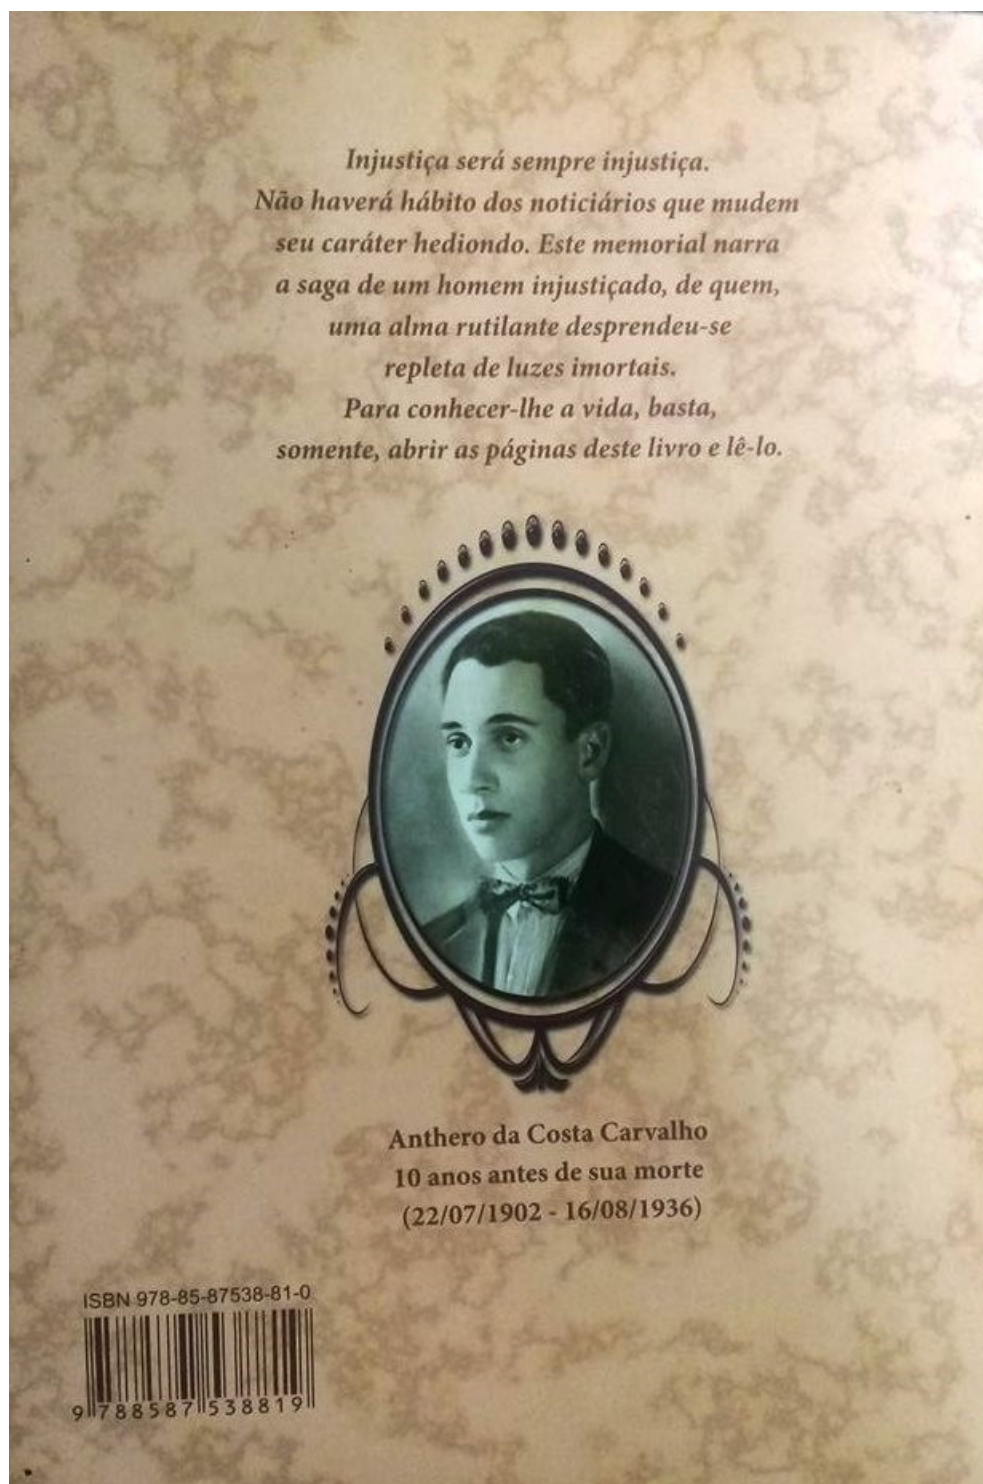 Injustiça será sempre injustiça.
Não haverá hábito dos noticiários que mudem
seu caráter hediondo. Este memorial narra
a saga de um homem injustiçado, de quem,
uma alma rutilante desprendeu-se
repleta de luzes imortais.
Para conhecer-lhe a vida, basta,
somente, abrir as páginas deste livro e lê-lo.
Anthero da Costa Carvalho
10 anos antes de sua morte
(22/07/1902 - 16/08/1936)
ISBN 978-85-87538-81-0
9 788587 538819